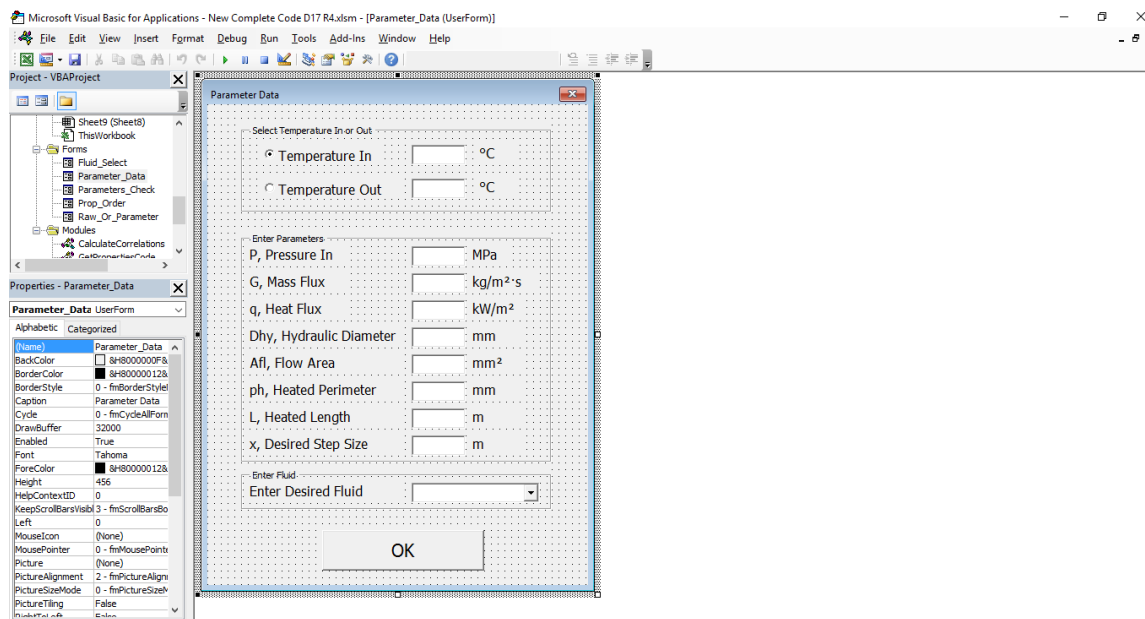 Microsoft Visual Basic for Applications - New Complete Code D17 R4.xlsm - [Parameter_Data (UserForm)]
File Edit View Insert Format Debug Run Tools Add-Ins Window Help
Project - VBAProject
Sheet9 (Sheet8)
ThisWorkbook
Forms
Fluid_Select
Parameter_Data
Parameters_Check
Prop_Order
Raw_Or_Parameter
Modules
CalculateCorrelations
GetPropertiesCode
Properties - Parameter_Data
Parameter_Data UserForm
Alphabetic Categorized
(Name) Parameter_Data
BackColor &H8000000F&
BorderColor &H80000012&
BorderStyle 0 - fmBorderStyle
Caption Parameter Data
Cycle 0 - fmCycleAllForm
DrawBuffer 32000
Enabled True
Font Tahoma
ForeColor &H80000012&
Height 456
HelpContextID 0
KeepScrollBarsVisibl 3 - fmScrollBarsBo
Left 0
MouseIcon (None)
MousePointer 0 - fmMousePointe
Picture (None)
PictureAlignment 2 - fmPictureAlignm
PictureSizeMode 0 - fmPictureSizeM
PictureTiling False
RightToLeft False
Parameter Data
Select Temperature In or Out
Temperature In °C
Temperature Out °C
Enter Parameters
P, Pressure In MPa
G, Mass Flux kg/m²·s
q, Heat Flux kW/m²
Dhy, Hydraulic Diameter mm
Afl, Flow Area mm²
ph, Heated Perimeter mm
L, Heated Length m
x, Desired Step Size m
Enter Fluid
Enter Desired Fluid
OK